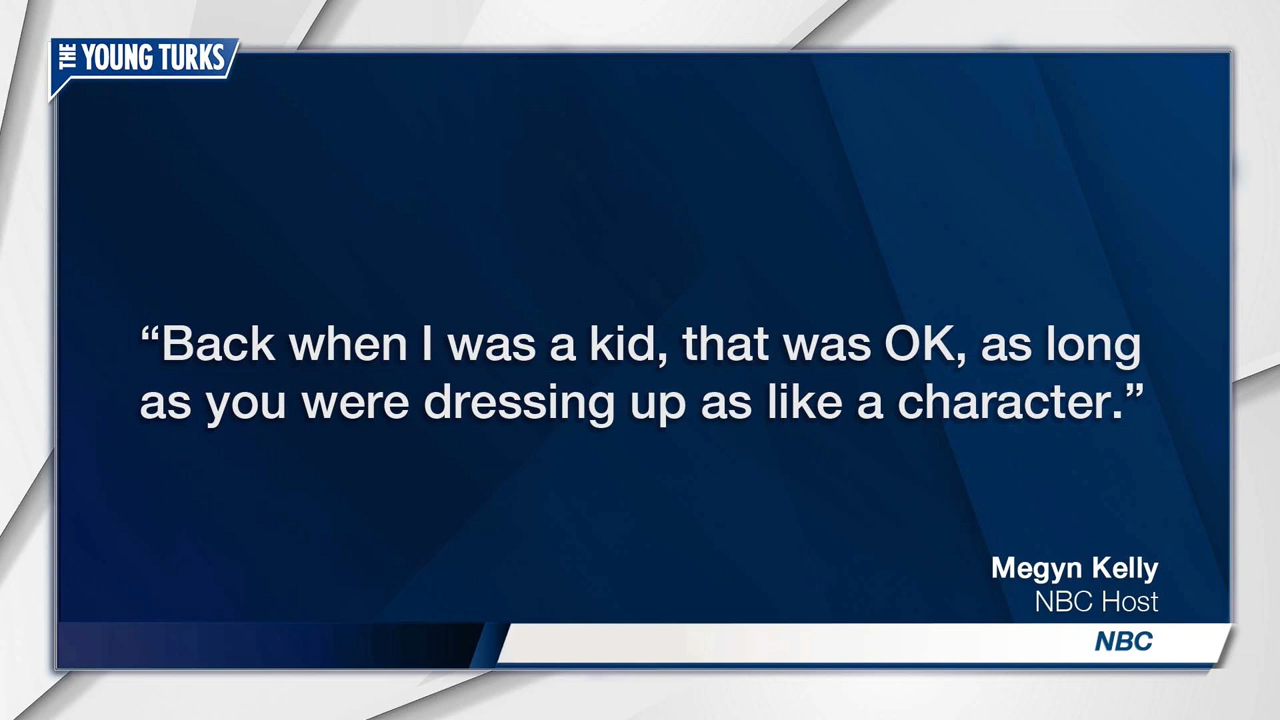 THE YOUNG TURKS
“Back when I was a kid, that was OK, as long
as you were dressing up as like a character.”
Megyn Kelly
NBC Host
NBC